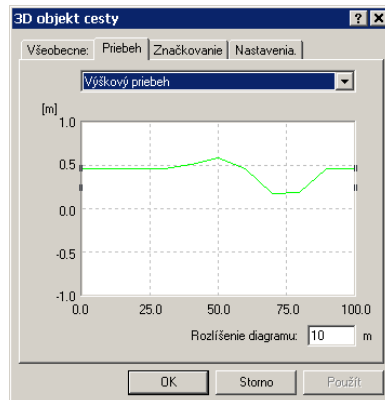 3D objekt cesty
Všeobecne: Priebeh Značkovanie Nastavenia.
Výškový priebeh
[m]
1.0
0.5
0.0
-0.5
-1.0
0.0 25.0 50.0 75.0 100.0
Rozlíšenie diagramu: 10 m
OK Storno Použít